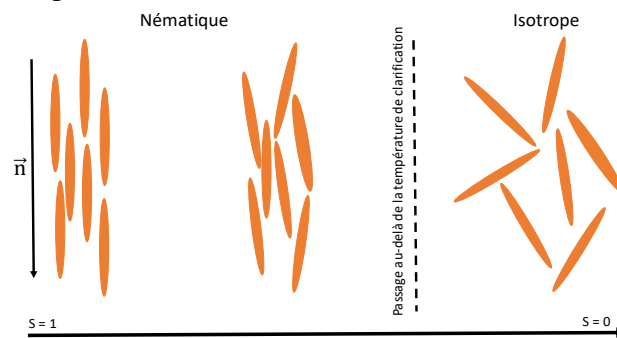 Nématique
Isotrope
Passage au-delà de la température de clarification
n⃗
S = 1
S = 0